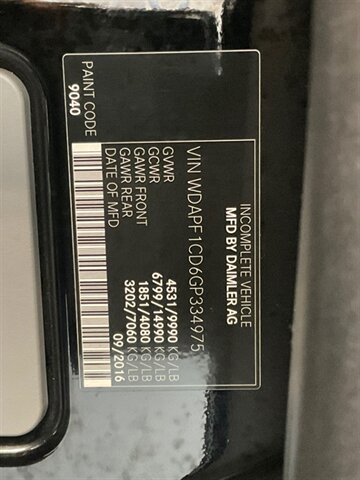 INCOMPLETE VEHICLE
MFD BY DAIMLER AG
VIN WDAPF1CD6GP334975
GVWR 4531/9990 KG/LB
GCWR 6799/14990 KG/LB
GAWR FRONT 1851/4080 KG/LB
GAWR REAR 3202/7060 KG/LB
DATE OF MFD 09/2016
PAINT CODE
9040